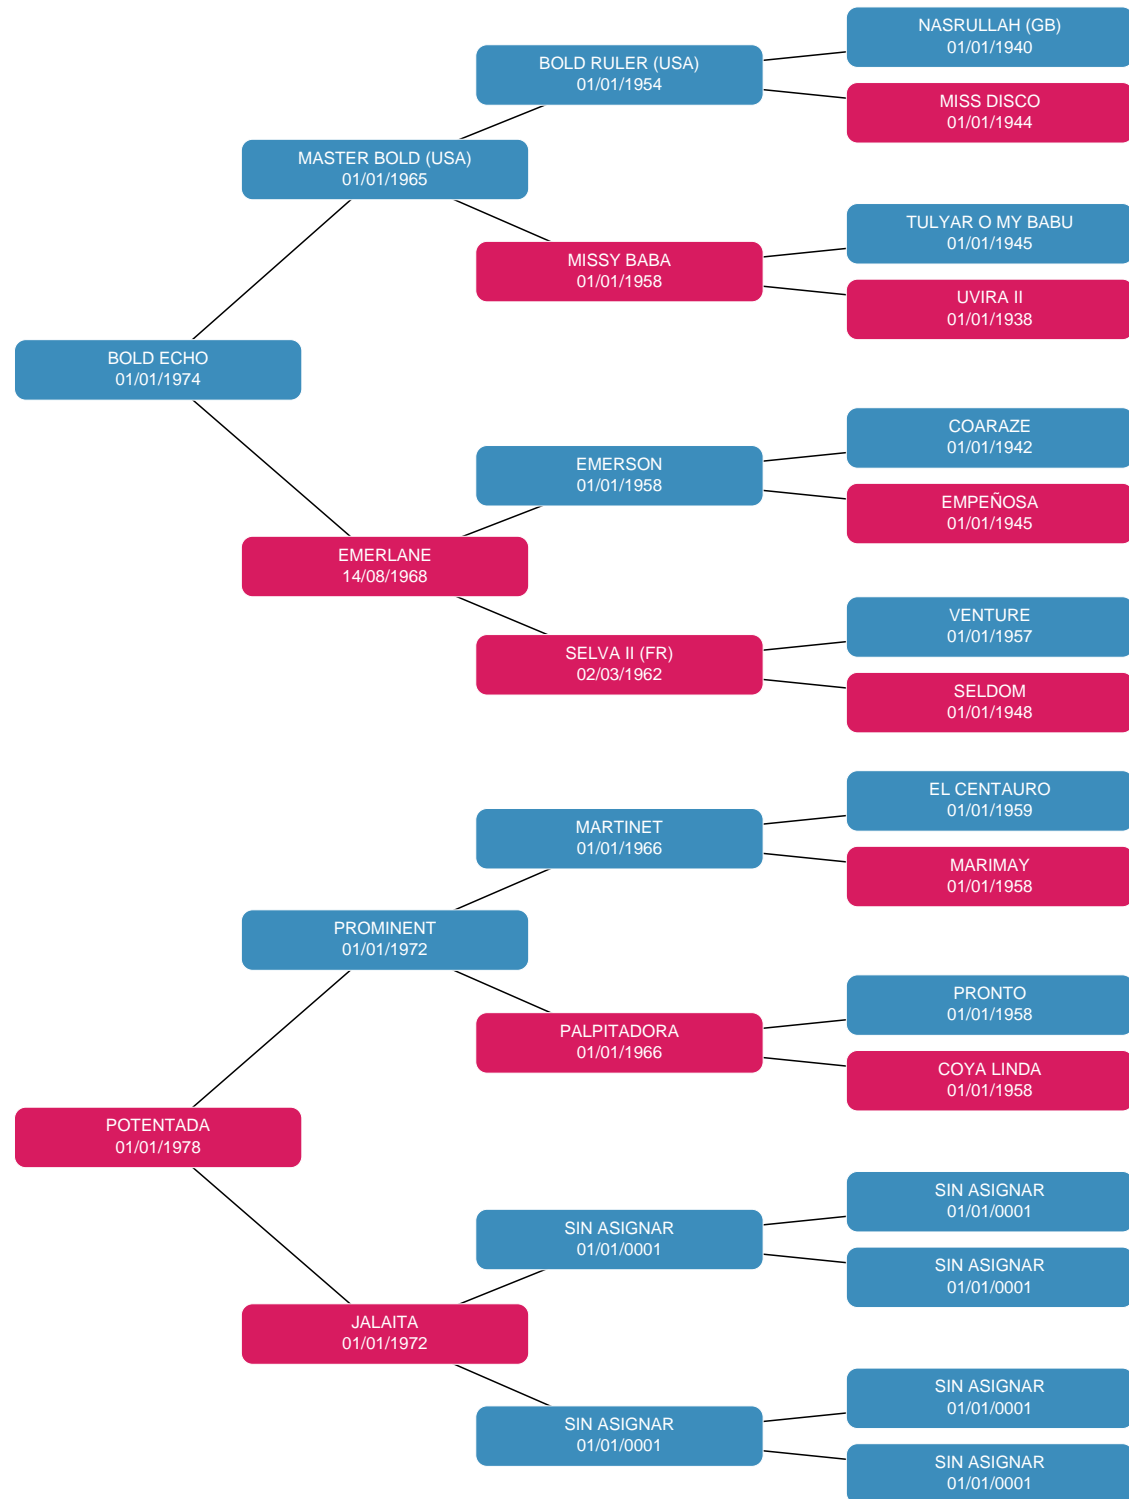 NASRULLAH (GB)
01/01/1940
BOLD RULER (USA)
01/01/1954
MISS DISCO
01/01/1944
MASTER BOLD (USA)
01/01/1965
TULYAR O MY BABU
01/01/1945
MISSY BABA
01/01/1958
UVIRA II
01/01/1938
BOLD ECHO
01/01/1974
COARAZE
01/01/1942
EMERSON
01/01/1958
EMPEÑOSA
01/01/1945
EMERLANE
14/08/1968
VENTURE
01/01/1957
SELVA II (FR)
02/03/1962
SELDOM
01/01/1948
EL CENTAURO
01/01/1959
MARTINET
01/01/1966
MARIMAY
01/01/1958
PROMINENT
01/01/1972
PRONTO
01/01/1958
PALPITADORA
01/01/1966
COYA LINDA
01/01/1958
POTENTADA
01/01/1978
SIN ASIGNAR
01/01/0001
SIN ASIGNAR
01/01/0001
SIN ASIGNAR
01/01/0001
JALAITA
01/01/1972
SIN ASIGNAR
01/01/0001
SIN ASIGNAR
01/01/0001
SIN ASIGNAR
01/01/0001